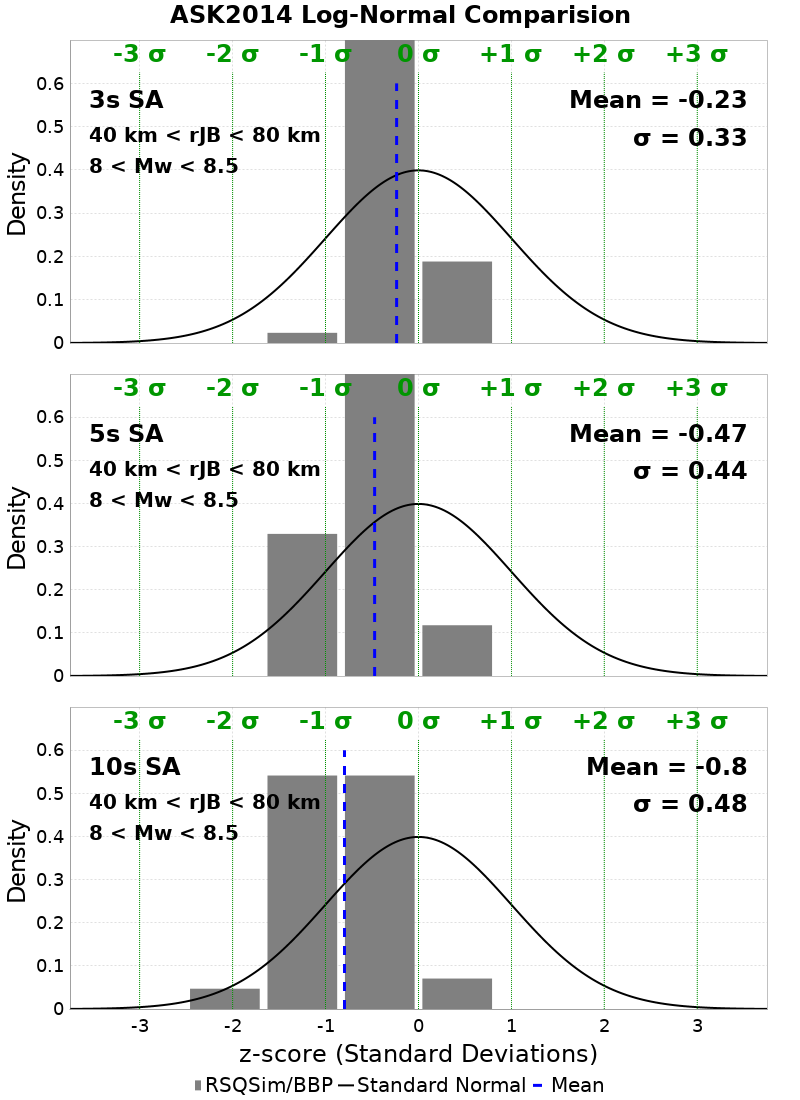 ASK2014 Log-Normal Comparision
-3 σ -2 σ -1 σ 0 σ +1 σ +2 σ +3 σ
0.6
3s SA Mean = -0.23
0.5
40 km < rJB < 80 km σ = 0.33
8 < Mw < 8.5
0.4
Density
0.3
0.2
0.1
0
-3 σ -2 σ -1 σ 0 σ +1 σ +2 σ +3 σ
0.6
5s SA Mean = -0.47
0.5
40 km < rJB < 80 km σ = 0.44
8 < Mw < 8.5
0.4
Density
0.3
0.2
0.1
0
-3 σ -2 σ -1 σ 0 σ +1 σ +2 σ +3 σ
0.6
10s SA Mean = -0.8
0.5
40 km < rJB < 80 km σ = 0.48
8 < Mw < 8.5
0.4
Density
0.3
0.2
0.1
0
-3 -2 -1 0 1 2 3
z-score (Standard Deviations)
RSQSim/BBP Standard Normal Mean